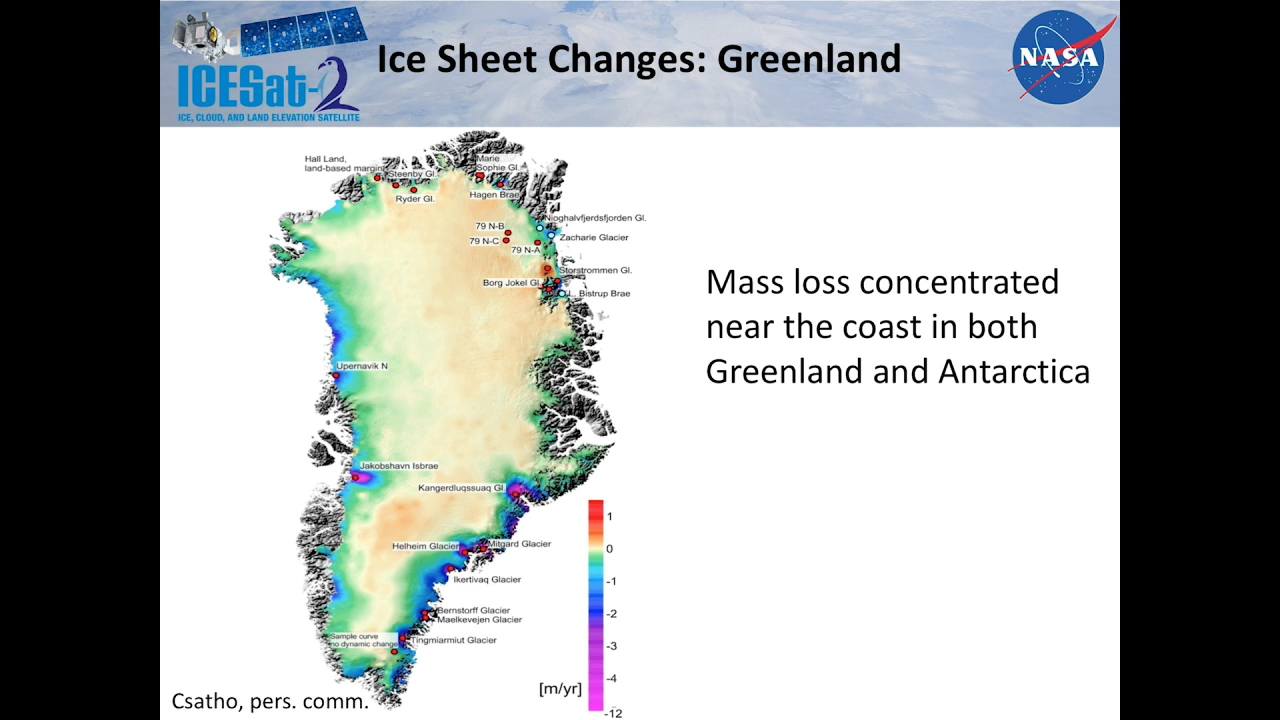 ICESat-2
ICE, CLOUD, AND LAND ELEVATION SATELLITE
Ice Sheet Changes: Greenland
NASA
Hall Land,
land-based margin
Steenby Gl.
Ryder Gl.
Marie
Sophie Gl.
Hagen Brae
Nioghalvfjerdsfjorden Gl.
79 N-B
79 N-C
79 N-A
Zacharie Glacier
Storstrommen Gl.
Borg Jokel Gl.
L. Bistrup Brae
Upernavik N
Jakobshavn Isbrae
Kangerdluqssuaq Gl.
Helheim Glacier
Mitgard Glacier
Ikertivaq Glacier
Bernstorff Glacier
Maelkevejen Glacier
Sample curve
no dynamic change
Tingmiarmiut Glacier
1
0
-1
-2
-3
-4
-12
[m/yr]
Mass loss concentrated
near the coast in both
Greenland and Antarctica
Csatho, pers. comm.